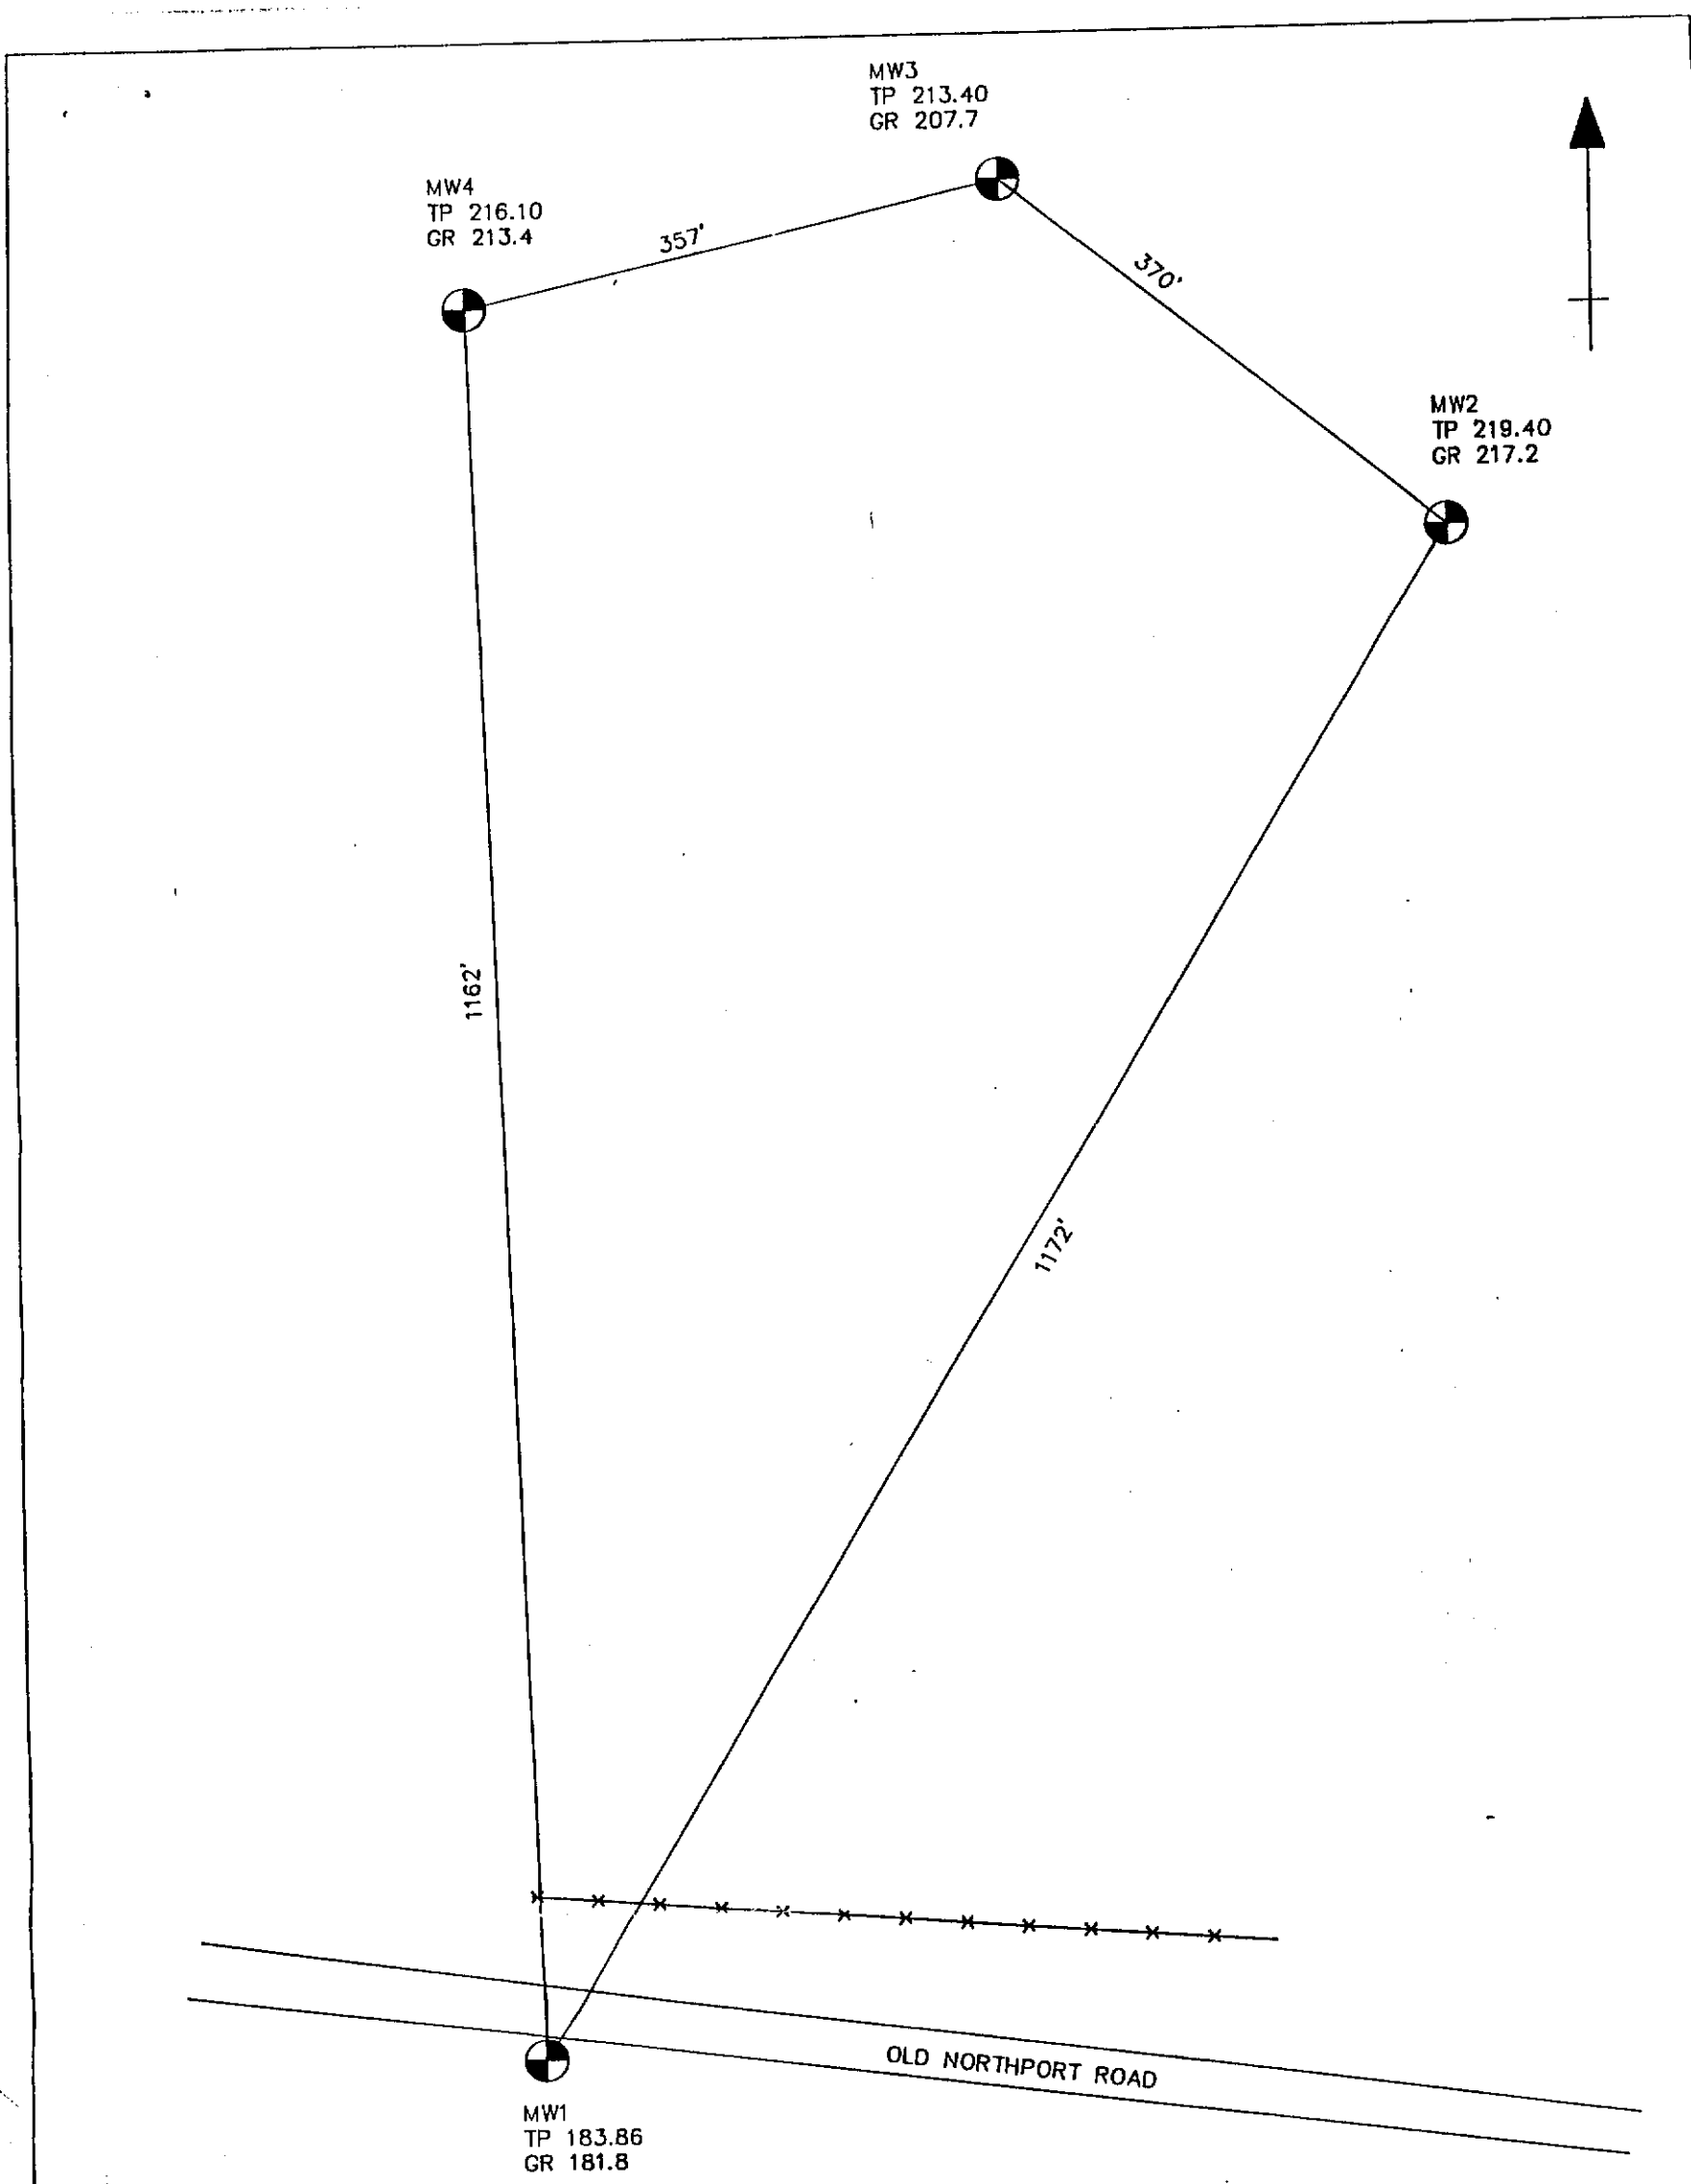 MW3
TP 213.40
GR 207.7
MW4
TP 216.10
GR 213.4
357'
370'
MW2
TP 219.40
GR 217.2
1162'
1172'
OLD NORTHPORT ROAD
MW1
TP 183.86
GR 181.8